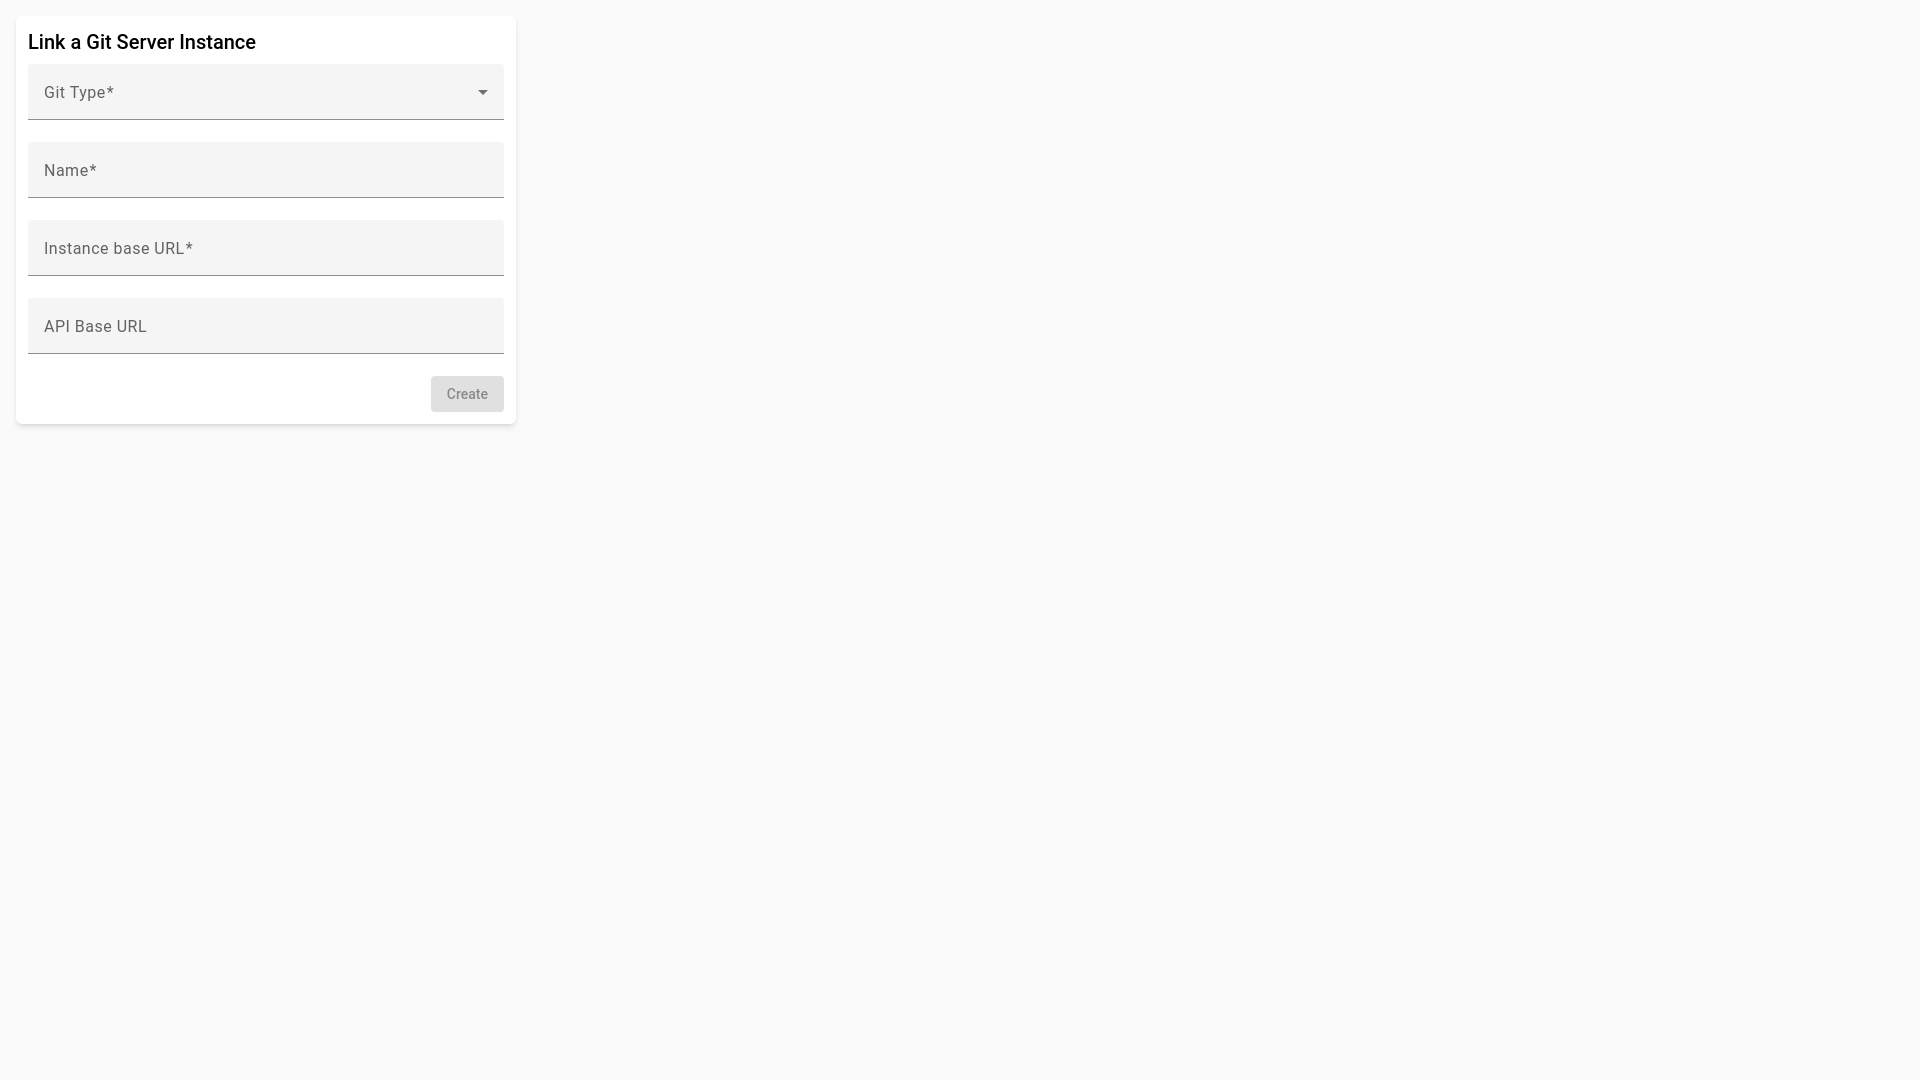 Link a Git Server Instance
Git Type*
Name*
Instance base URL*
API Base URL
Create